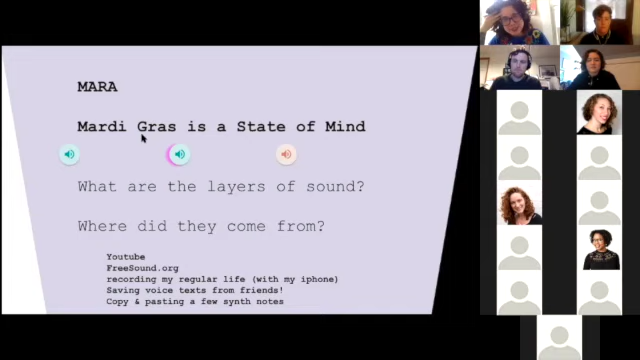 MARA
Mardi Gras is a State of Mind
What are the layers of sound?
Where did they come from?
Youtube
FreeSound.org
recording my regular life (with my iphone)
Saving voice texts from friends!
Copy & pasting a few synth notes